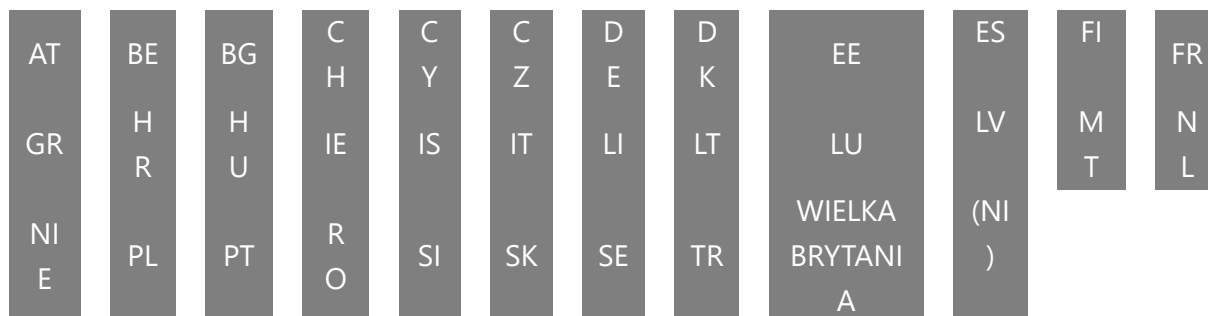 AT
BE
BG
C
H
C
Y
C
Z
D
E
D
K
EE
ES
FI
FR
GR
H
R
H
U
IE
IS
IT
LI
LT
LU
LV
M
T
N
L
NI
E
PL
PT
R
O
SI
SK
SE
TR
WIELKA
BRYTANI
A
(NI
)